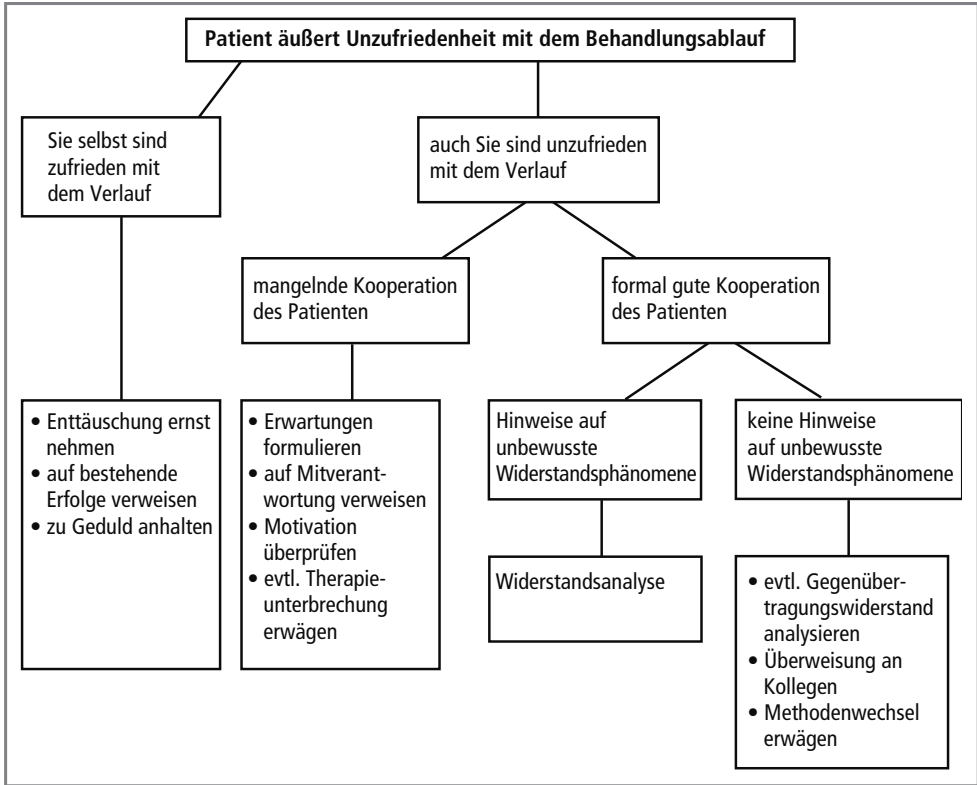 Patient äußert Unzufriedenheit mit dem Behandlungsablauf
Sie selbst sind
zufrieden mit
dem Verlauf
auch Sie sind unzufrieden
mit dem Verlauf
mangelnde Kooperation
des Patienten
formal gute Kooperation
des Patienten
• Enttäuschung ernst
nehmen
• auf bestehende
Erfolge verweisen
• zu Geduld anhalten
• Erwartungen
formulieren
• auf Mitverant-
wortung verweisen
• Motivation
überprüfen
• evtl. Therapie-
unterbrechung
erwägen
Hinweise auf
unbewusste
Widerstandsphänomene
keine Hinweise
auf unbewusste
Widerstandsphänomene
Widerstandsanalyse
• evtl. Gegenüber-
tragungswiderstand
analysieren
• Überweisung an
Kollegen
• Methodenwechsel
erwägen